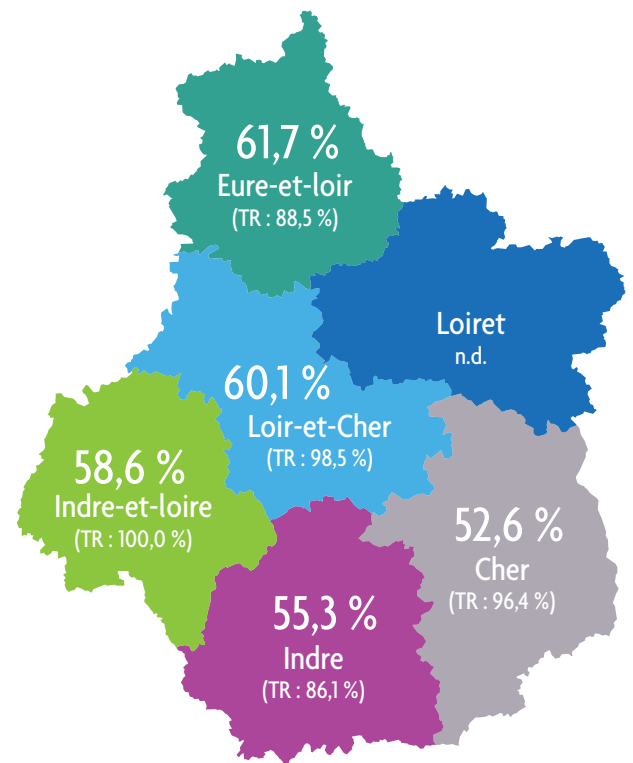 61,7 %
Eure-et-loir
(TR : 88,5 %)
Loiret
n.d.
60,1 %
Loir-et-Cher
(TR : 98,5 %)
58,6 %
Indre-et-loire
(TR : 100,0 %)
52,6 %
Cher
(TR : 96,4 %)
55,3 %
Indre
(TR : 86,1 %)